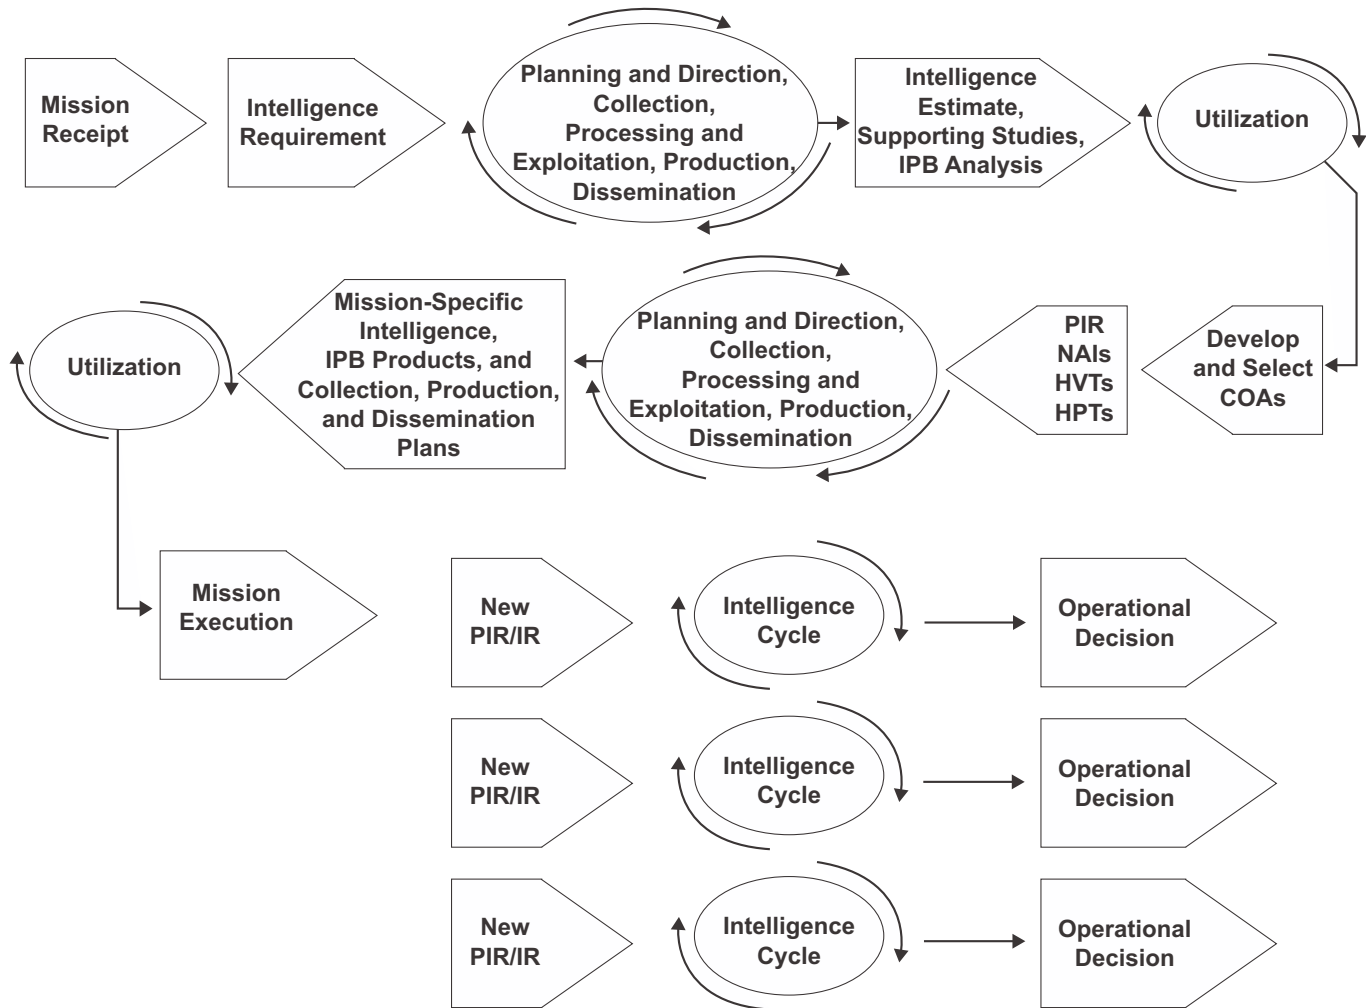 Mission
Receipt
Intelligence
Requirement
Planning and Direction,
Collection,
Processing and
Exploitation, Production,
Dissemination
Intelligence
Estimate,
Supporting Studies,
IPB Analysis
Utilization
Develop
and Select
COAs
PIR
NAIs
HVTs
HPTs
Planning and Direction,
Collection,
Processing and
Exploitation, Production,
Dissemination
Mission-Specific
Intelligence,
IPB Products, and
Collection, Production,
and Dissemination
Plans
Utilization
Mission
Execution
New
PIR/IR
Intelligence
Cycle
Operational
Decision
New
PIR/IR
Intelligence
Cycle
Operational
Decision
New
PIR/IR
Intelligence
Cycle
Operational
Decision